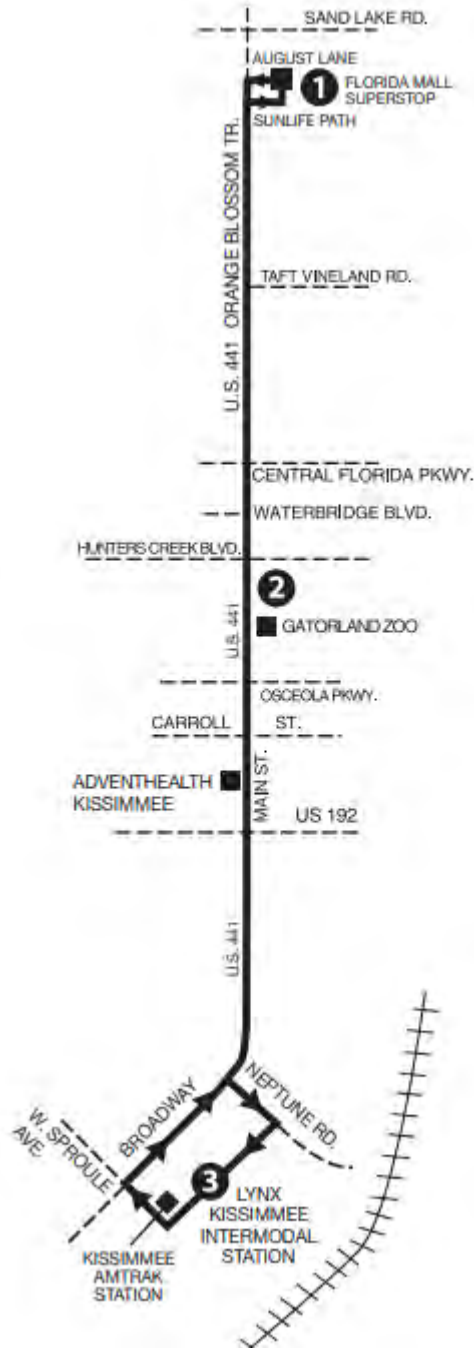 SAND LAKE RD.
AUGUST LANE
1
FLORIDA MALL
SUPERSTOP
SUNLIFE PATH
U.S. 441 ORANGE BLOSSOM TR.
TAFT VINELAND RD.
CENTRAL FLORIDA PKWY.
WATERBRIDGE BLVD.
HUNTERS CREEK BLVD.
2
U.S. 441
GATORLAND ZOO
OSCEOLA PKWY.
CARROLL ST.
ADVENTHEALTH
KISSIMMEE
MAIN ST.
US 192
U.S. 441
BROADWAY
NEPTUNE RD.
W. SPROULE
AVE.
3
LYNX
KISSIMMEE
INTERMODAL
STATION
KISSIMMEE
AMTRAK
STATION